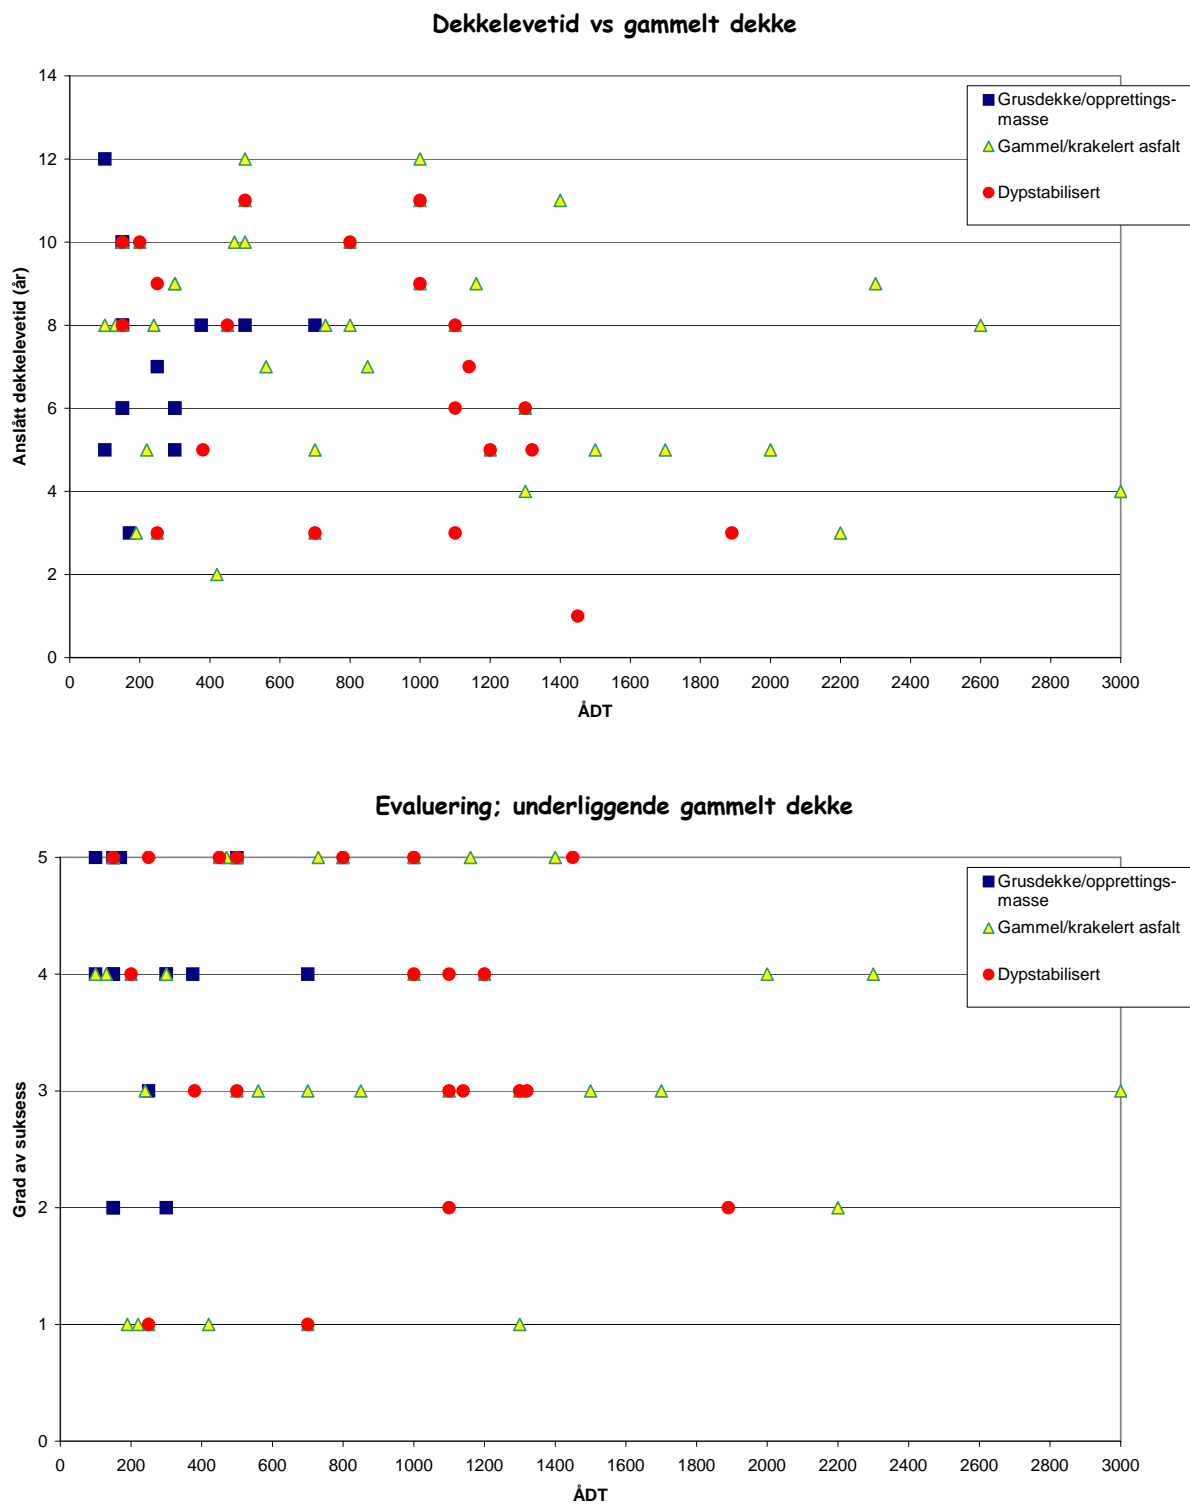 Dekkelevetid vs gammelt dekke
14
12
10
8
6
4
2
0
Anslått dekkelevetid (år)
Grusdekke/opprettings-
masse
Gammel/krakelert asfalt
Dypstabilisert
0 200 400 600 800 1000 1200 1400 1600 1800 2000 2200 2400 2600 2800 3000
ÅDT
Evaluering; underliggende gammelt dekke
5
4
3
2
1
0
Grad av suksess
Grusdekke/opprettings-
masse
Gammel/krakelert asfalt
Dypstabilisert
0 200 400 600 800 1000 1200 1400 1600 1800 2000 2200 2400 2600 2800 3000
ÅDT